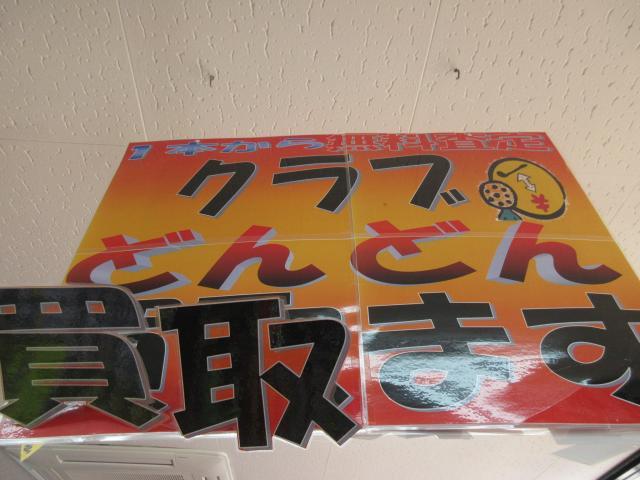 1本から無料査定
クラブ
どんどん
買取ます